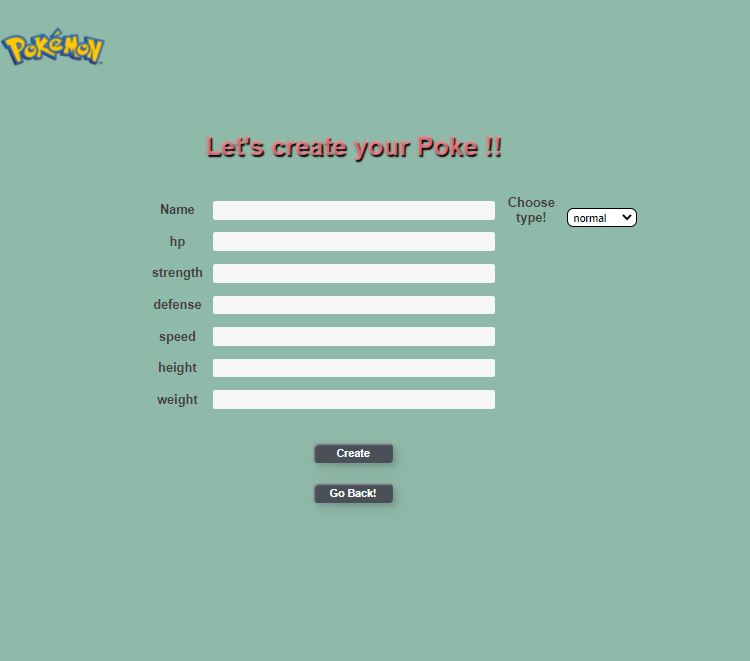 POKÉMON
Let's create your Poke !!
Name
Choose
type!
normal
hp
strength
defense
speed
height
weight
Create
Go Back!